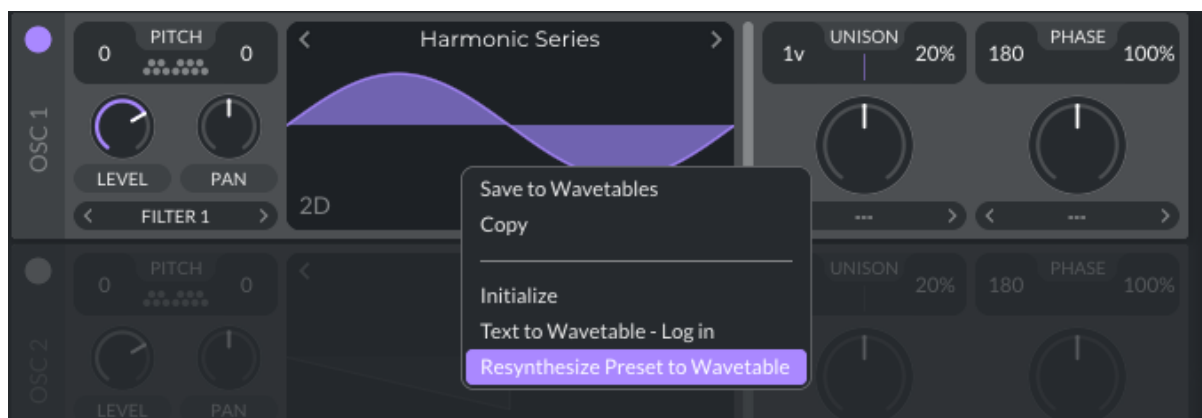 PITCH
0
0
OSC 1
LEVEL
PAN
FILTER 1
Harmonic Series
2D
UNISON
1v
20%
PHASE
180
100%
---
---
Save to Wavetables
Copy
Initialize
Text to Wavetable - Log in
Resynthesize Preset to Wavetable
PITCH
0
0
OSC 2
LEVEL
PAN
UNISON
20%
PHASE
180
100%